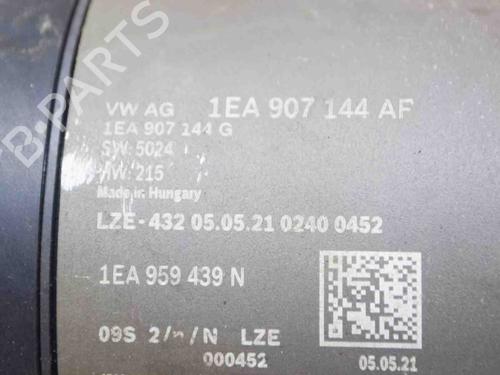 VW AG 1EA 907 144 AF
1EA 907 144 G
SW: 5024
HW: 215
Made in Hungary
LZE-432 05.05.21 0240 0452
1EA 959 439 N
09S 2/ /N LZE
000452
05.05.21
B-PARTS